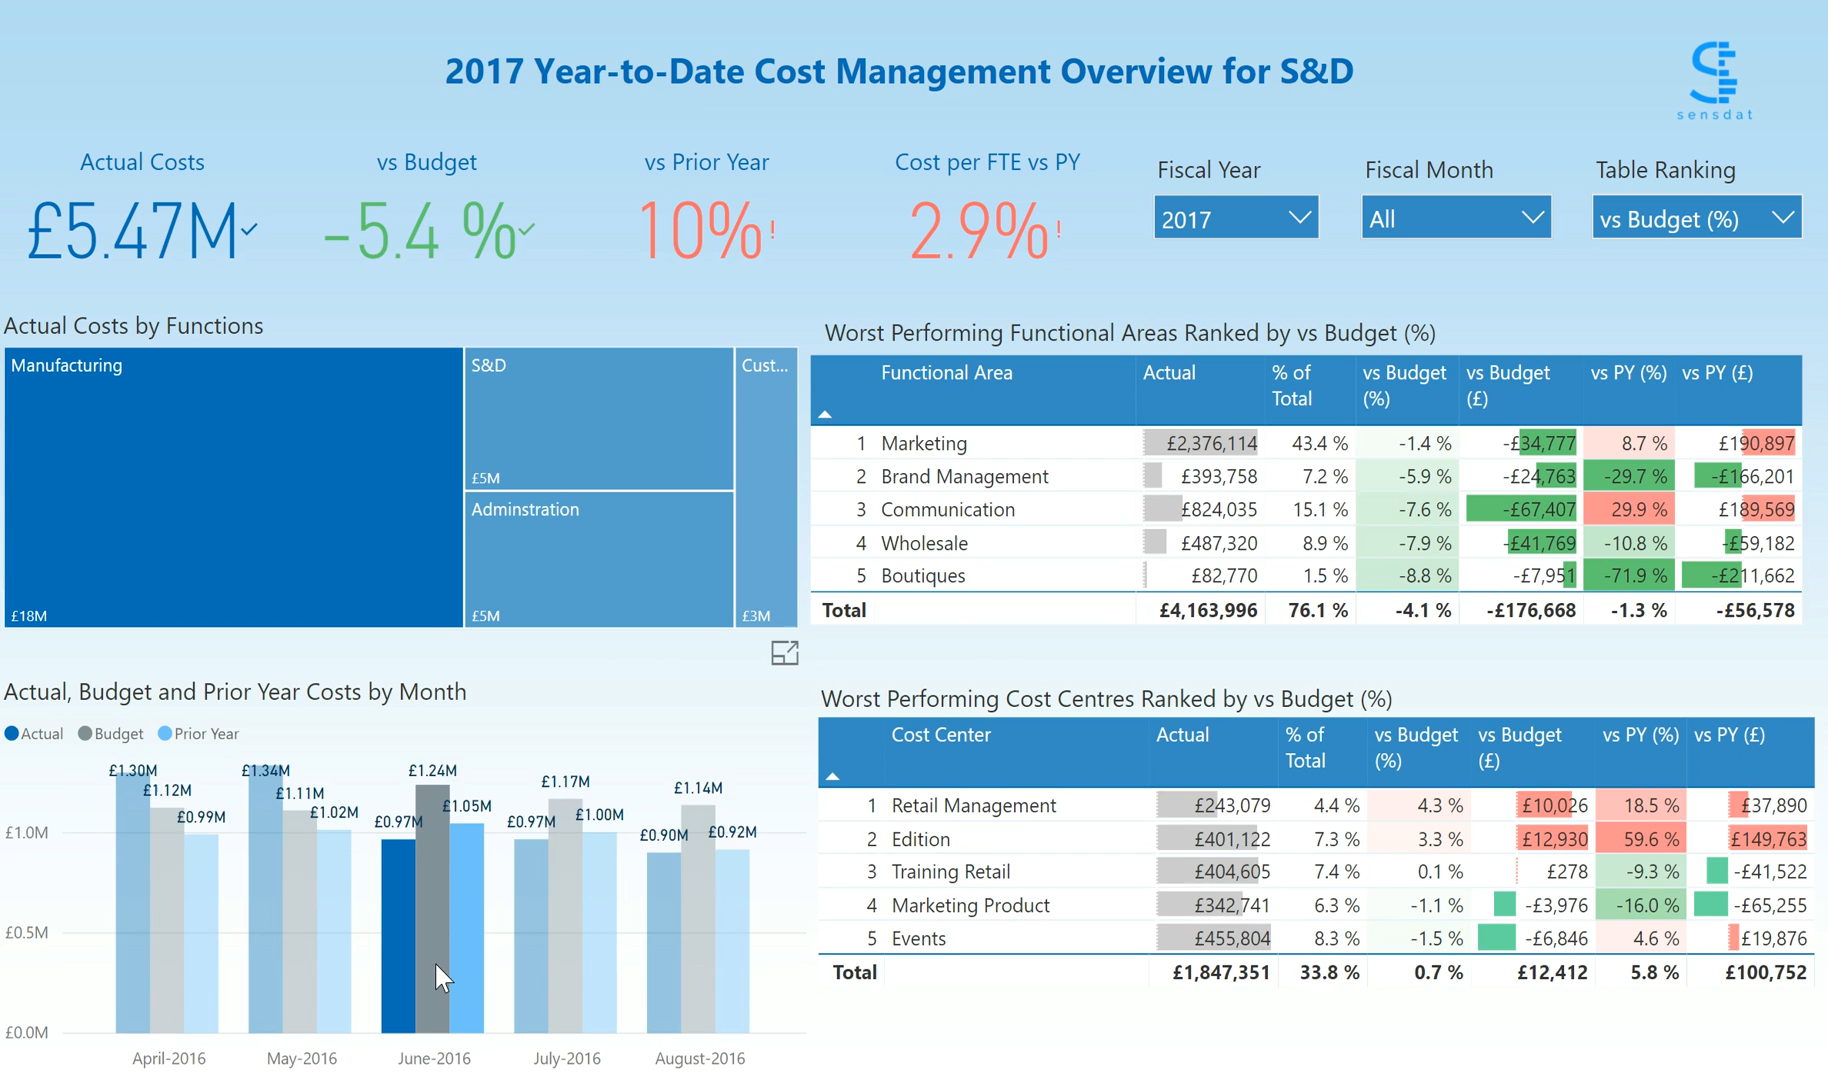 2017 Year-to-Date Cost Management Overview for S&D
sensdat
Actual Costs
£5.47M
vs Budget
-5.4 %
vs Prior Year
10%!
Cost per FTE vs PY
2.9%!
Fiscal Year
2017
Fiscal Month
All
Table Ranking
vs Budget (%)
Actual Costs by Functions
Manufacturing
£18M
S&D
£5M
Adminstration
£5M
Cust...
£3M
Worst Performing Functional Areas Ranked by vs Budget (%)
Functional Area Actual % of Total vs Budget (%) vs Budget (£) vs PY (%) vs PY (£)
1 Marketing £2,376,114 43.4 % -1.4 % -£34,777 8.7 % £190,897
2 Brand Management £393,758 7.2 % -5.9 % -£24,763 -29.7 % -£166,201
3 Communication £824,035 15.1 % -7.6 % -£67,407 29.9 % £189,569
4 Wholesale £487,320 8.9 % -7.9 % -£41,769 -10.8 % -£59,182
5 Boutiques £82,770 1.5 % -8.8 % -£7,951 -71.9 % -£211,662
Total £4,163,996 76.1 % -4.1 % -£176,668 -1.3 % -£56,578
Actual, Budget and Prior Year Costs by Month
Actual Budget Prior Year
£1.30M £1.12M £0.99M
£1.34M £1.11M £1.02M
£0.97M £1.24M £1.05M
£0.97M £1.17M £1.00M
£0.90M £1.14M £0.92M
£1.0M
£0.5M
£0.0M
April-2016 May-2016 June-2016 July-2016 August-2016
Worst Performing Cost Centres Ranked by vs Budget (%)
Cost Center Actual % of Total vs Budget (%) vs Budget (£) vs PY (%) vs PY (£)
1 Retail Management £243,079 4.4 % 4.3 % £10,026 18.5 % £37,890
2 Edition £401,122 7.3 % 3.3 % £12,930 59.6 % £149,763
3 Training Retail £404,605 7.4 % 0.1 % £278 -9.3 % -£41,522
4 Marketing Product £342,741 6.3 % -1.1 % -£3,976 -16.0 % -£65,255
5 Events £455,804 8.3 % -1.5 % -£6,846 4.6 % £19,876
Total £1,847,351 33.8 % 0.7 % £12,412 5.8 % £100,752